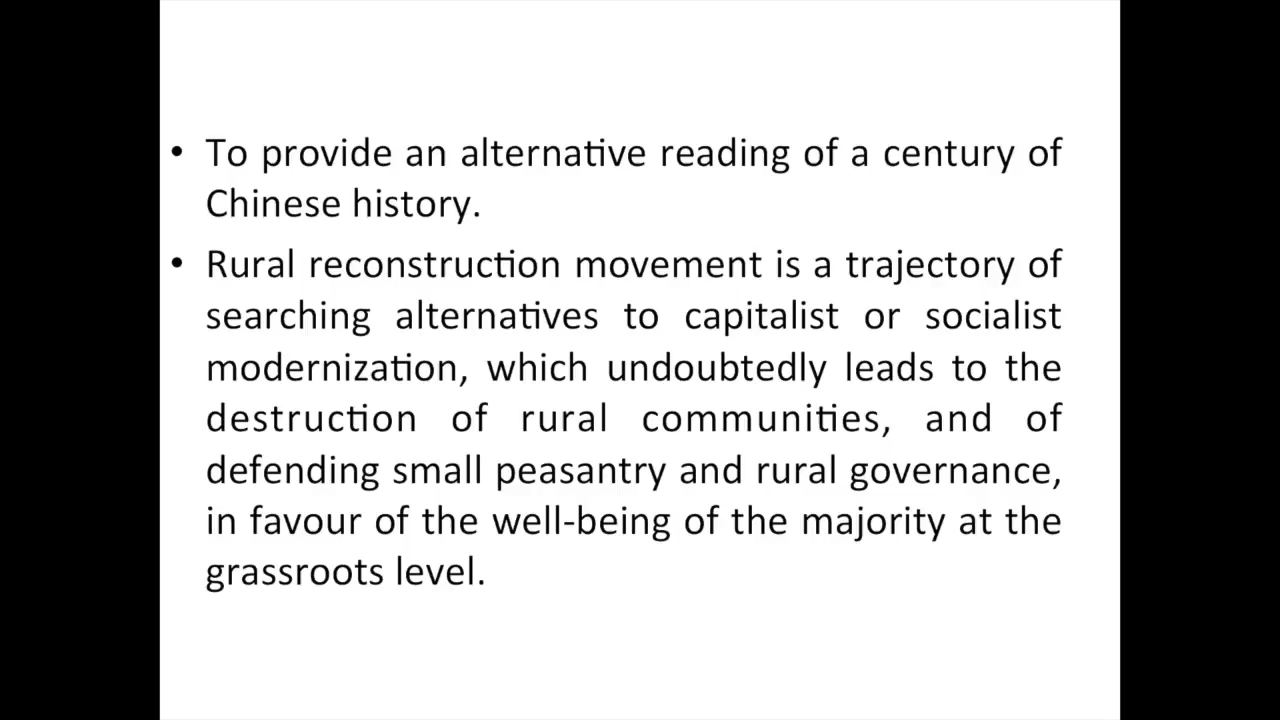 • To provide an alternative reading of a century of
Chinese history.
• Rural reconstruction movement is a trajectory of
searching alternatives to capitalist or socialist
modernization, which undoubtedly leads to the
destruction of rural communities, and of
defending small peasantry and rural governance,
in favour of the well-being of the majority at the
grassroots level.